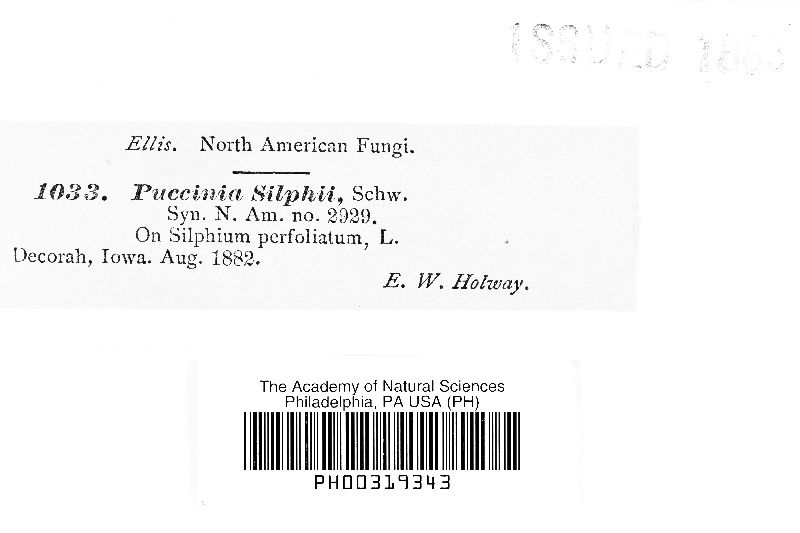 ISSUED 1883
Ellis. North American Fungi.
1033. Puccinia Silphii, Schw.
Syn. N. Am. no. 2929.
On Silphium perfoliatum, L.
Decorah, Iowa. Aug. 1882.
E. W. Holway.
The Academy of Natural Sciences
Philadelphia, PA USA (PH)
PH00319343